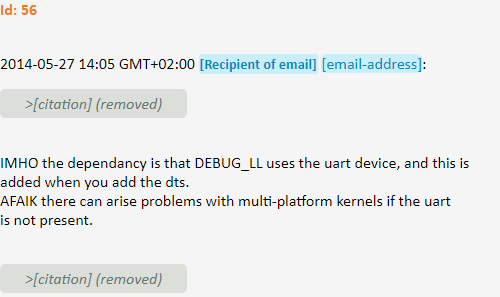 Id: 56
2014-05-27 14:05 GMT+02:00 [Recipient of email] [email-address]:
>[citation] (removed)
IMHO the dependancy is that DEBUG_LL uses the uart device, and this is
added when you add the dts.
AFAIK there can arise problems with multi-platform kernels if the uart
is not present.
>[citation] (removed)